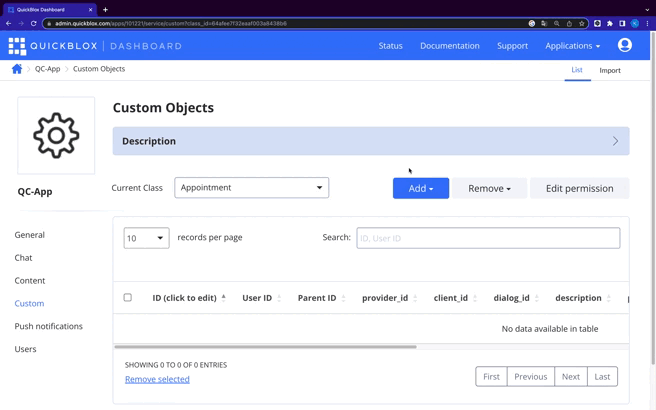 QuickBlox Dashboard
admin.quickblox.com/apps/101221/service/custom?class_id=64afee7f32eaaf003a8438b6
QUICKBLOX | DASHBOARD
Status
Documentation
Support
Applications
QC-App
Custom Objects
List
Import
QC-App
General
Chat
Content
Custom
Push notifications
Users
Custom Objects
Description
Current Class
Appointment
Add
Remove
Edit permission
10
records per page
Search:
ID, User ID
ID (click to edit)
User ID
Parent ID
provider_id
client_id
dialog_id
description
No data available in table
SHOWING 0 TO 0 OF 0 ENTRIES
Remove selected
First
Previous
Next
Last